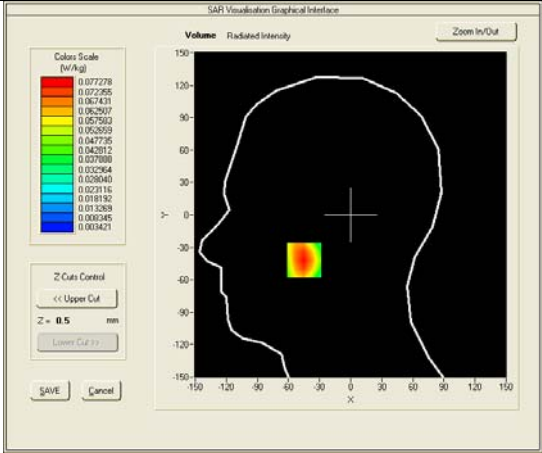 SAR Visualisation Graphical Interface
Volume Radiated Intensity
Zoom In/Out
Colors Scale
(W/kg)
0.077278
0.072355
0.067431
0.062507
0.057583
0.052659
0.047735
0.042812
0.037888
0.032964
0.028040
0.023116
0.018192
0.013269
0.008345
0.003421
Z Cuts Control
<< Upper Cut
Z = 0.5 mm
Lower Cut >>
SAVE Cancel
150
120
90
60
30
0
-30
-60
-90
-120
-150
Y
-150 -120 -90 -60 -30 0 30 60 90 120 150
X